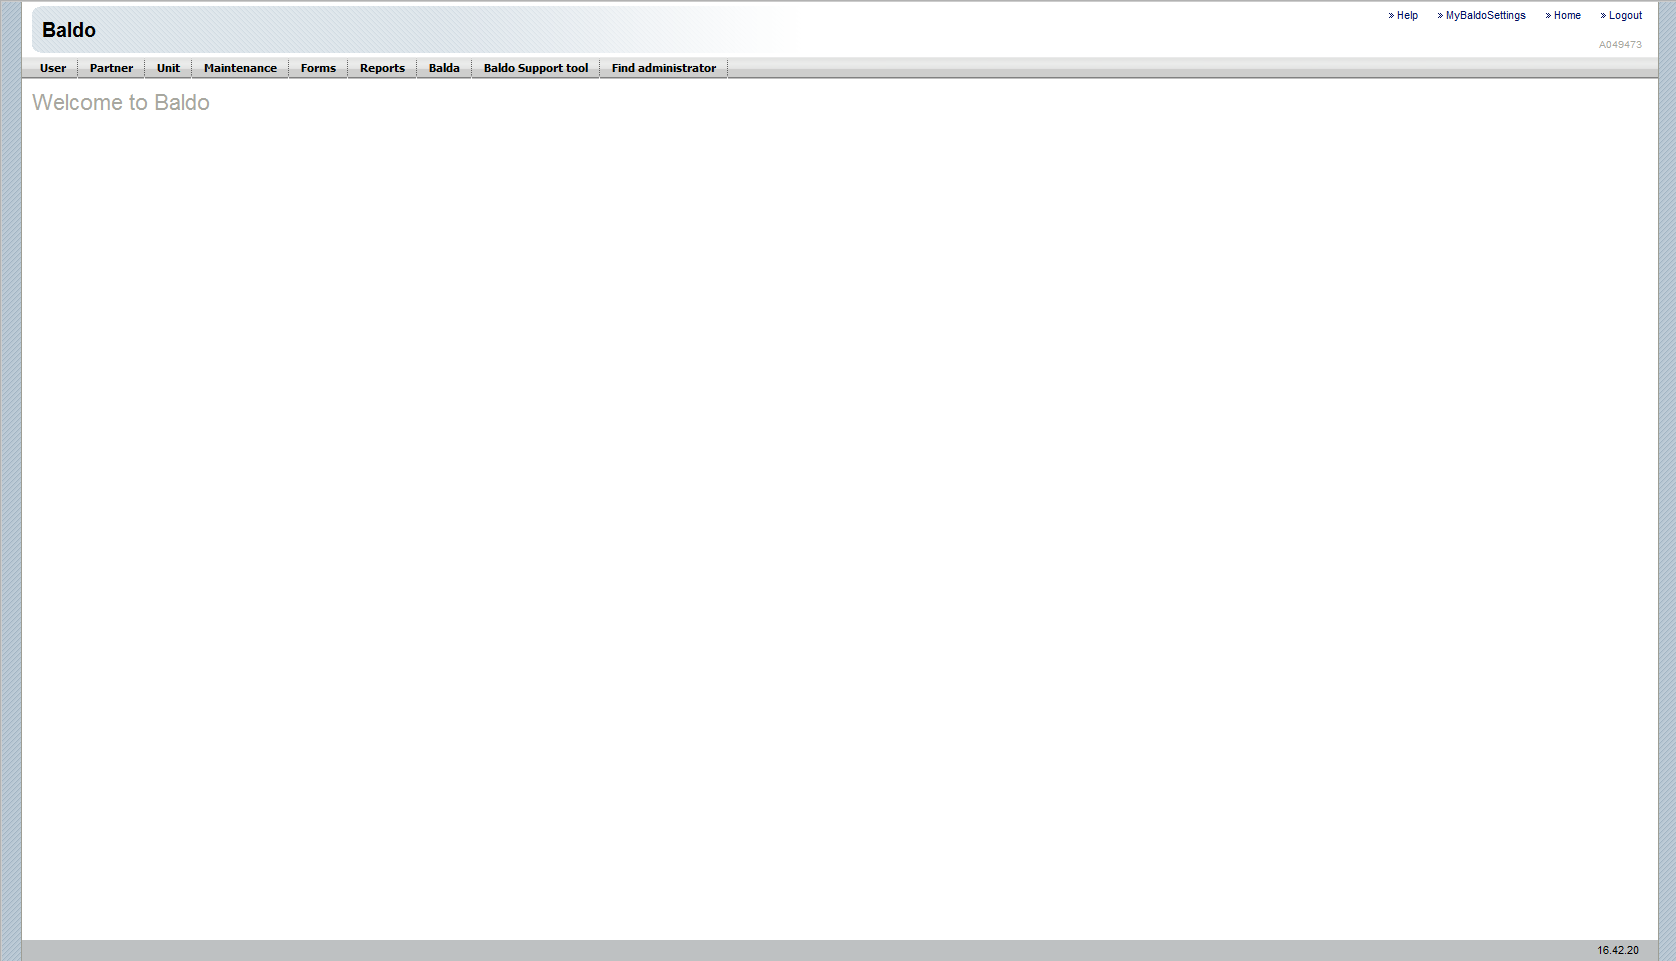 Baldo
» Help » MyBaldoSettings » Home » Logout
A049473
User Partner Unit Maintenance Forms Reports Balda Baldo Support tool Find administrator
Welcome to Baldo
16.42.20